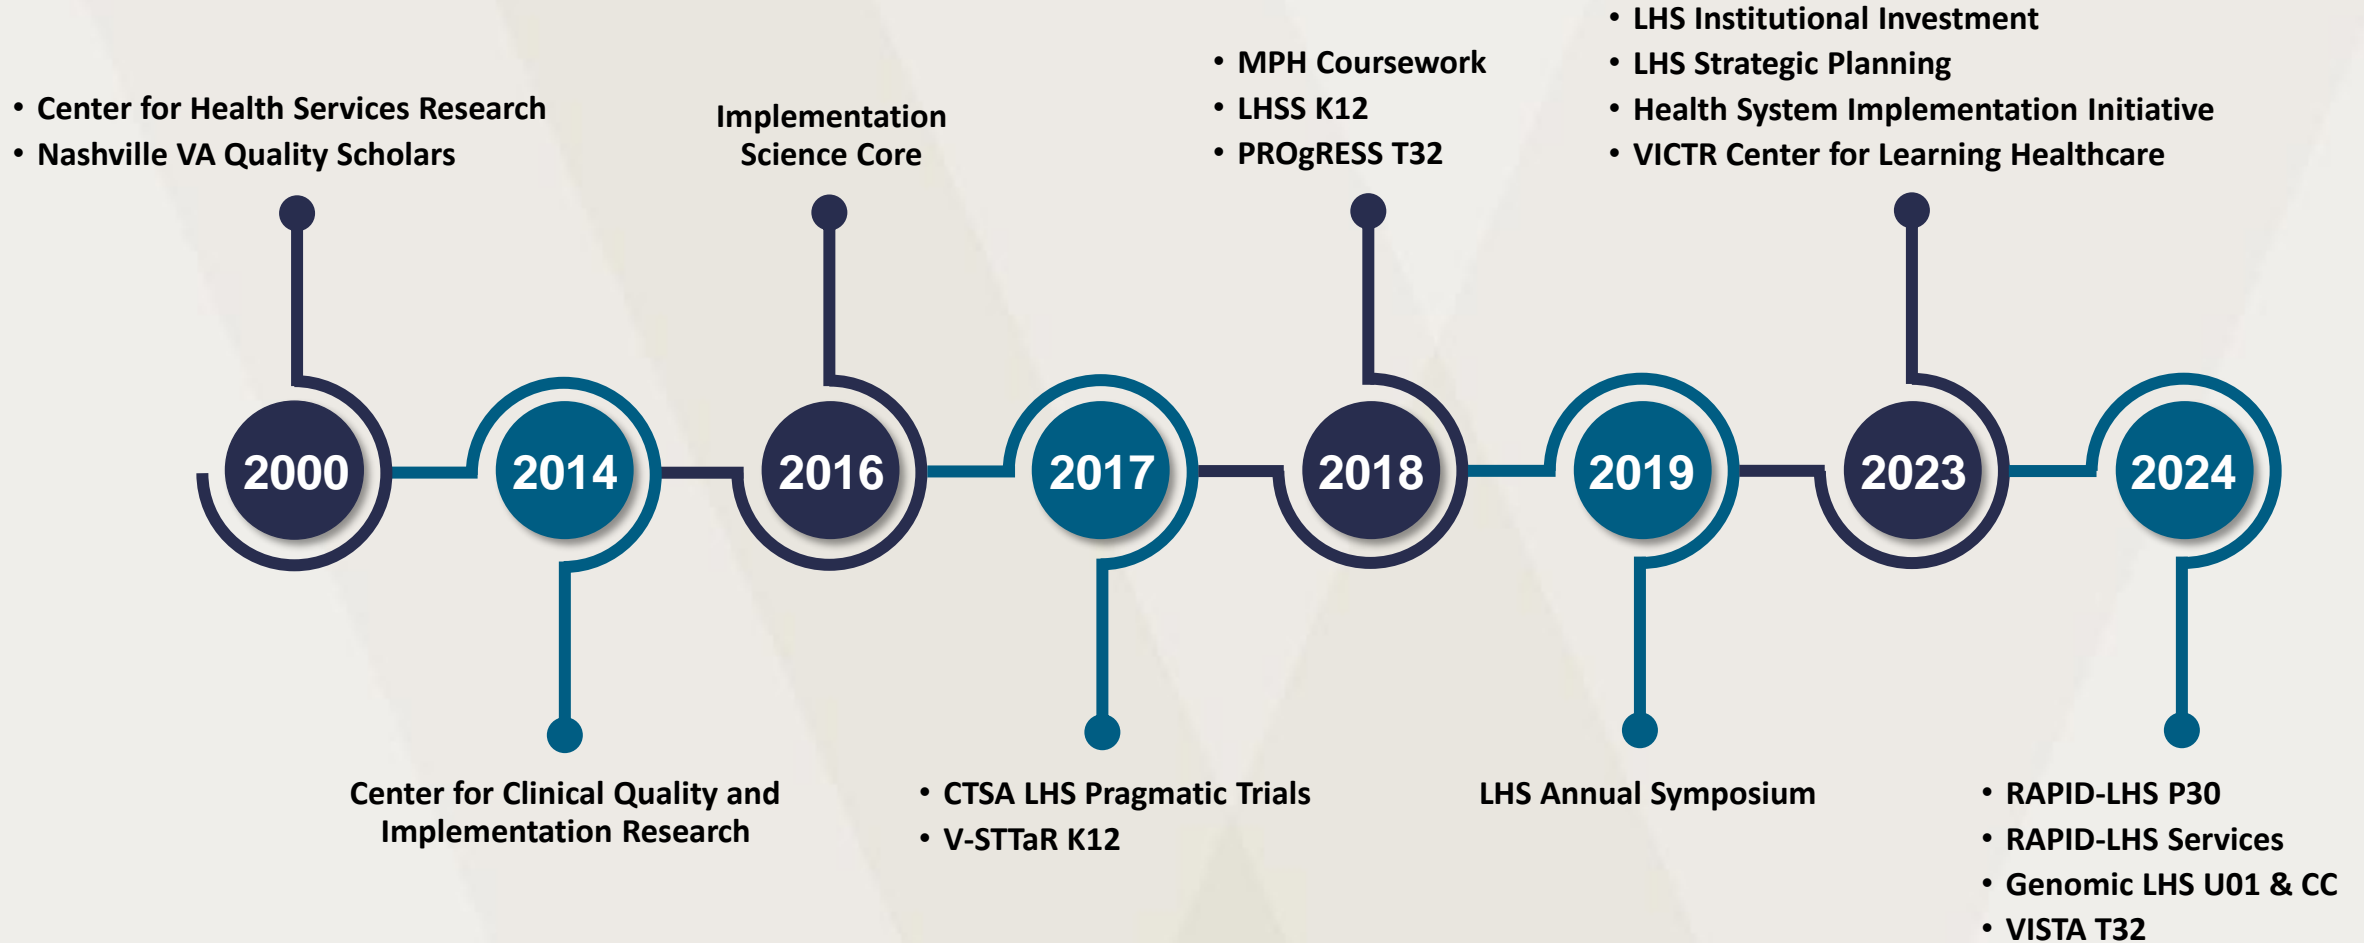 • Center for Health Services Research
• Nashville VA Quality Scholars
2000
2014
Center for Clinical Quality and
Implementation Research
Implementation
Science Core
2016
2017
• CTSA LHS Pragmatic Trials
• V-STTaR K12
• MPH Coursework
• LHSS K12
• PROgRESS T32
2018
2019
LHS Annual Symposium
• LHS Institutional Investment
• LHS Strategic Planning
• Health System Implementation Initiative
• VICTR Center for Learning Healthcare
2023
2024
• RAPID-LHS P30
• RAPID-LHS Services
• Genomic LHS U01 & CC
• VISTA T32